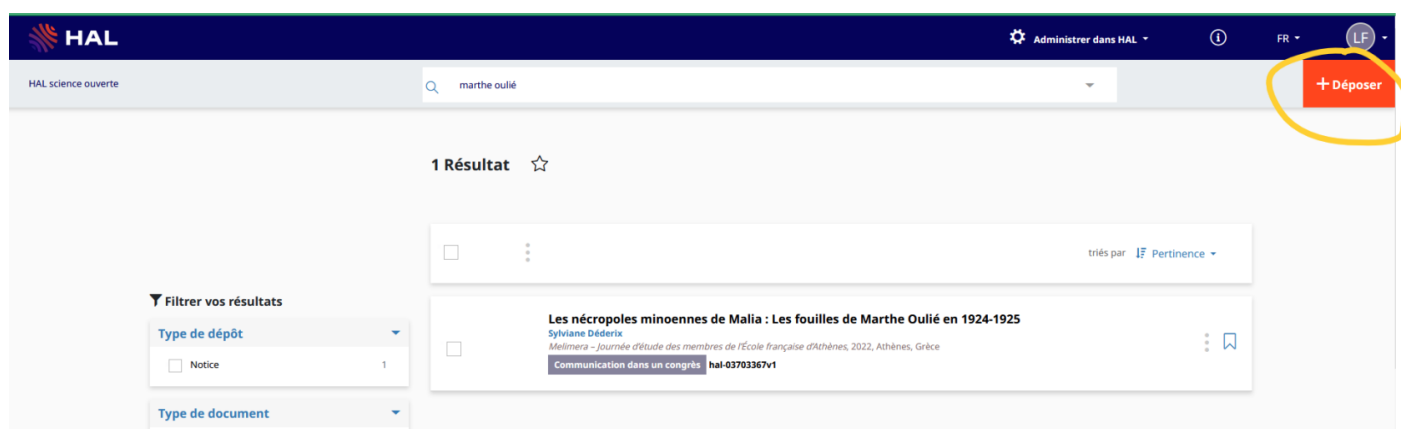 HAL
Administrer dans HAL
FR
LF
HAL science ouverte
marthe oulié
+ Déposer
1 Résultat
triés par Pertinence
Filtrer vos résultats
Type de dépôt
Notice 1
Type de document
Les nécropoles minoennes de Malia : Les fouilles de Marthe Oulié en 1924-1925
Sylviane Déderix
Melimera – Journée d'étude des membres de l'École française d'Athènes, 2022, Athènes, Grèce
Communication dans un congrès hal-03703367v1